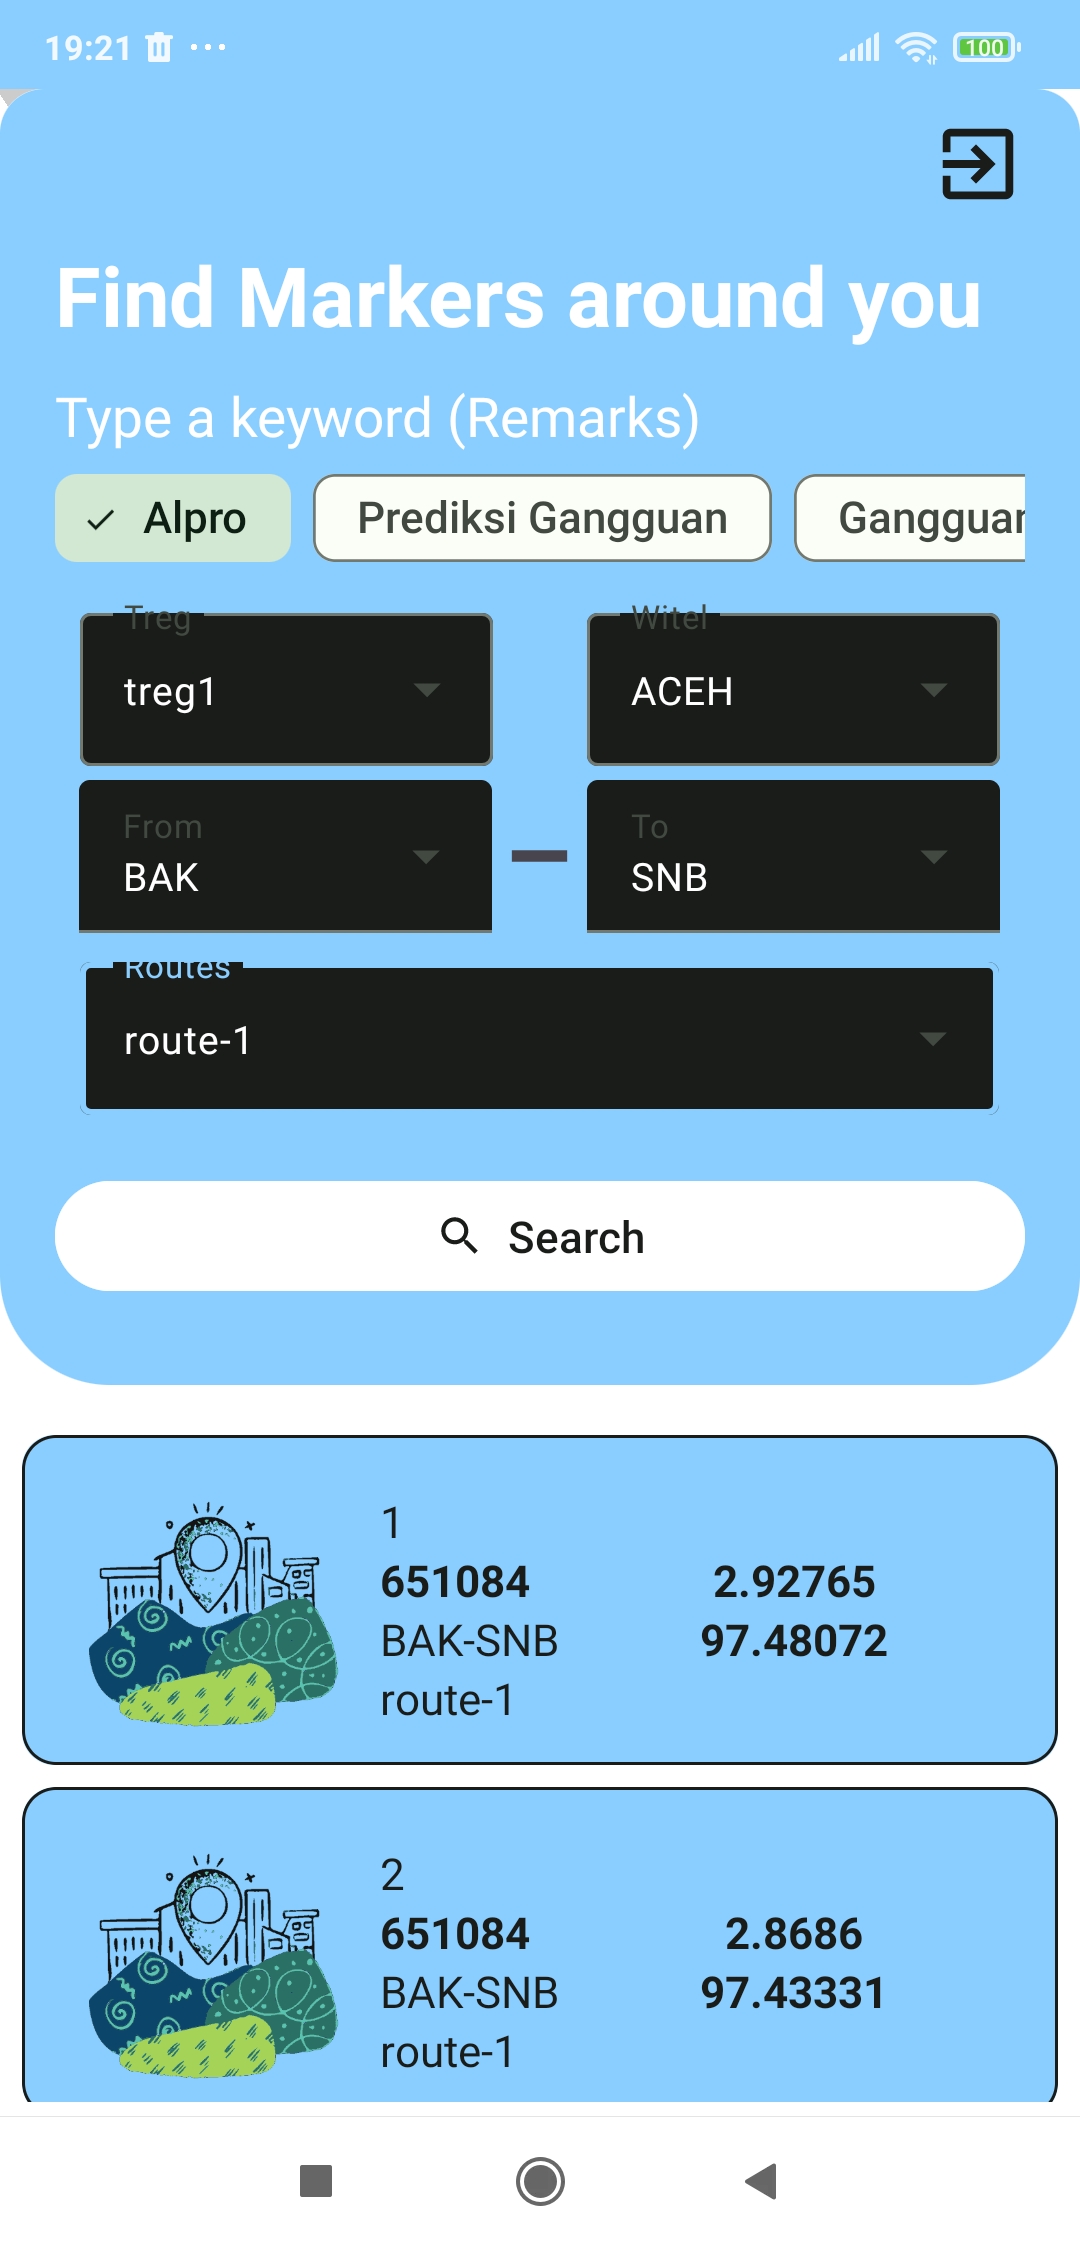 19:21
100
Find Markers around you
Type a keyword (Remarks)
Alpro Prediksi Gangguan Gangguan
Treg Witel
treg1 ACEH
From To
BAK SNB
Routes
route-1
Search
1
651084 2.92765
BAK-SNB 97.48072
route-1
2
651084 2.8686
BAK-SNB 97.43331
route-1